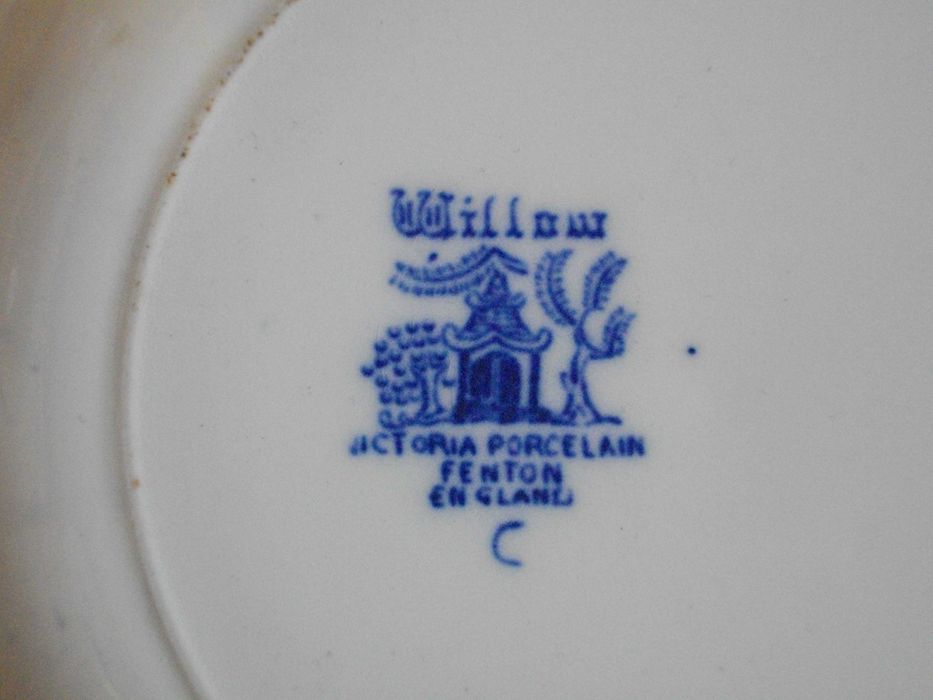 Willow
VICTORIA PORCELAIN
FENTON
ENGLAND
C